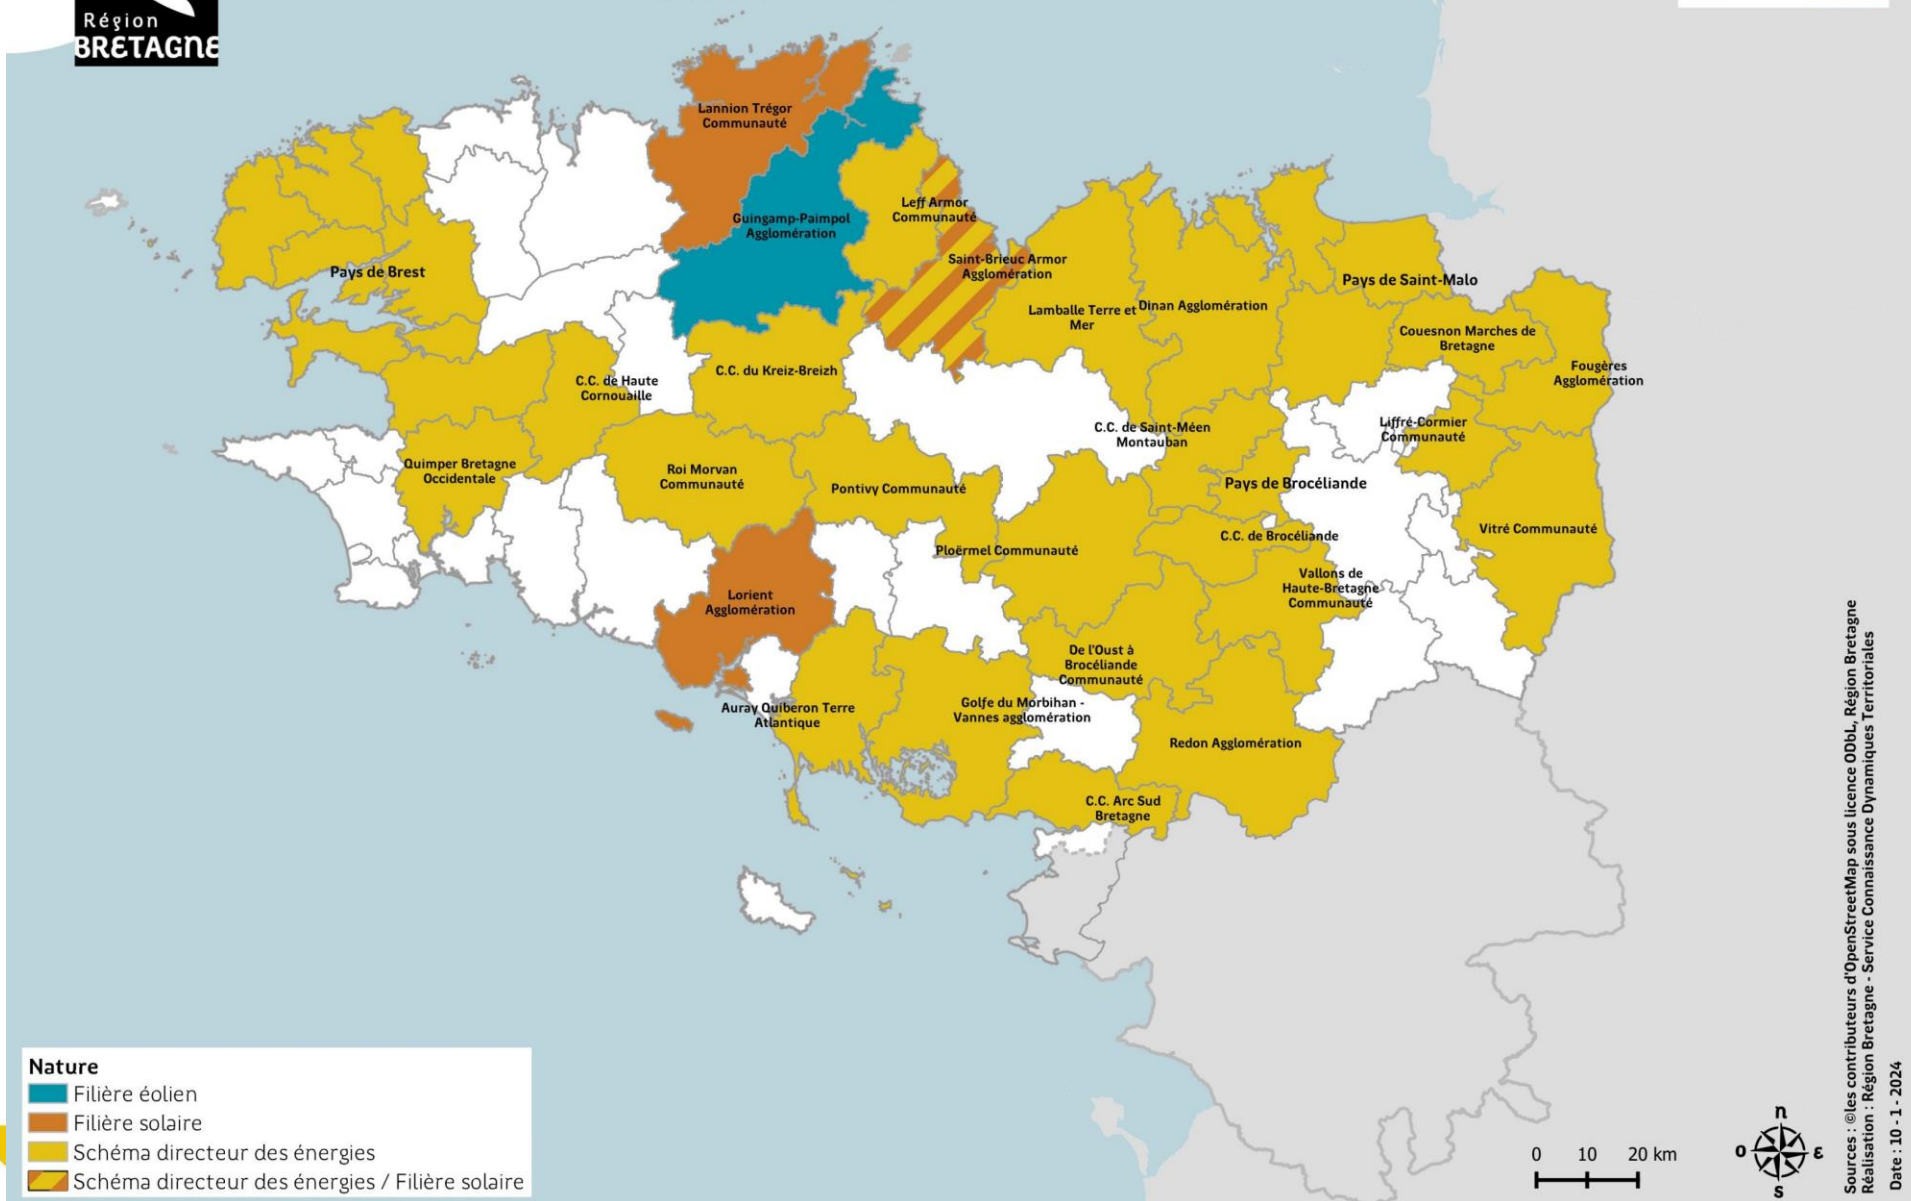 Région
BRETAGNE
Lannion Trégor
Communauté
Guingamp-Paimpol
Agglomération
Leff Armor
Communauté
Pays de Brest
Saint-Brieuc Armor
Agglomération
Pays de Saint-Malo
Lamballe Terre et
Mer
Dinan Agglomération
Couesnon Marches de
Bretagne
Fougères
Agglomération
C.C. de Haute
Cornouaille
C.C. du Kreiz-Breizh
C.C. de Saint-Méen
Montauban
Liffré-Cormier
Communauté
Quimper Bretagne
Occidentale
Roi Morvan
Communauté
Pontivy Communauté
Pays de Brocéliande
Vitré Communauté
Ploërmel Communauté
C.C. de Brocéliande
Vallons de
Haute-Bretagne
Communauté
Lorient
Agglomération
De l'Oust à
Brocéliande
Communauté
Auray Quiberon Terre
Atlantique
Golfe du Morbihan -
Vannes agglomération
Redon Agglomération
C.C. Arc Sud
Bretagne
Nature
Filière éolien
Filière solaire
Schéma directeur des énergies
Schéma directeur des énergies / Filière solaire
0 10 20 km
n
o ε
s
Sources : ©les contributeurs d'OpenStreetMap sous licence ODbL, Région Bretagne
Réalisation : Région Bretagne - Service Connaissance Dynamiques Territoriales
Date : 10 - 1 - 2024